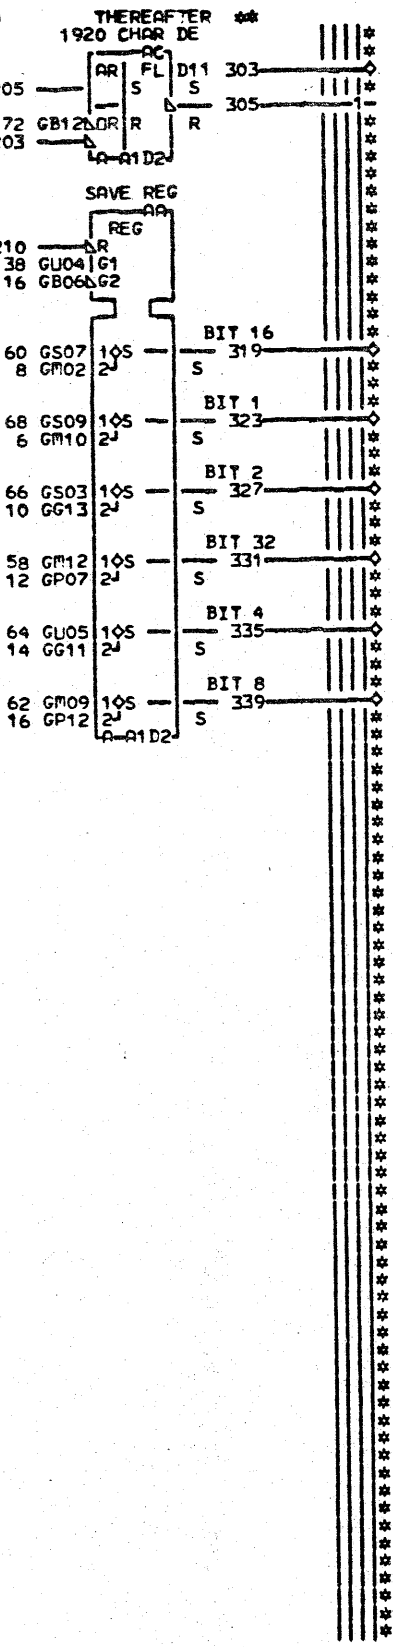 THEREAFTER **
1920 CHAR DE
AC
AR FL D11 303
05 S S
305 1
72 GB12 OR R R
203
A-A1D2
SAVE REG
AA
REG
210 R
38 GU04 G1
16 GB06 G2
BIT 16
60 GS07 1 S 319
8 GM02 2 S
BIT 1
68 GS09 1 S 323
6 GM10 2 S
BIT 2
66 GS03 1 S 327
10 GG13 2 S
BIT 32
58 GM12 1 S 331
12 GP07 2 S
BIT 4
64 GU05 1 S 335
14 GG11 2 S
BIT 8
62 GM09 1 S 339
16 GP12 2 S
A-A1D2